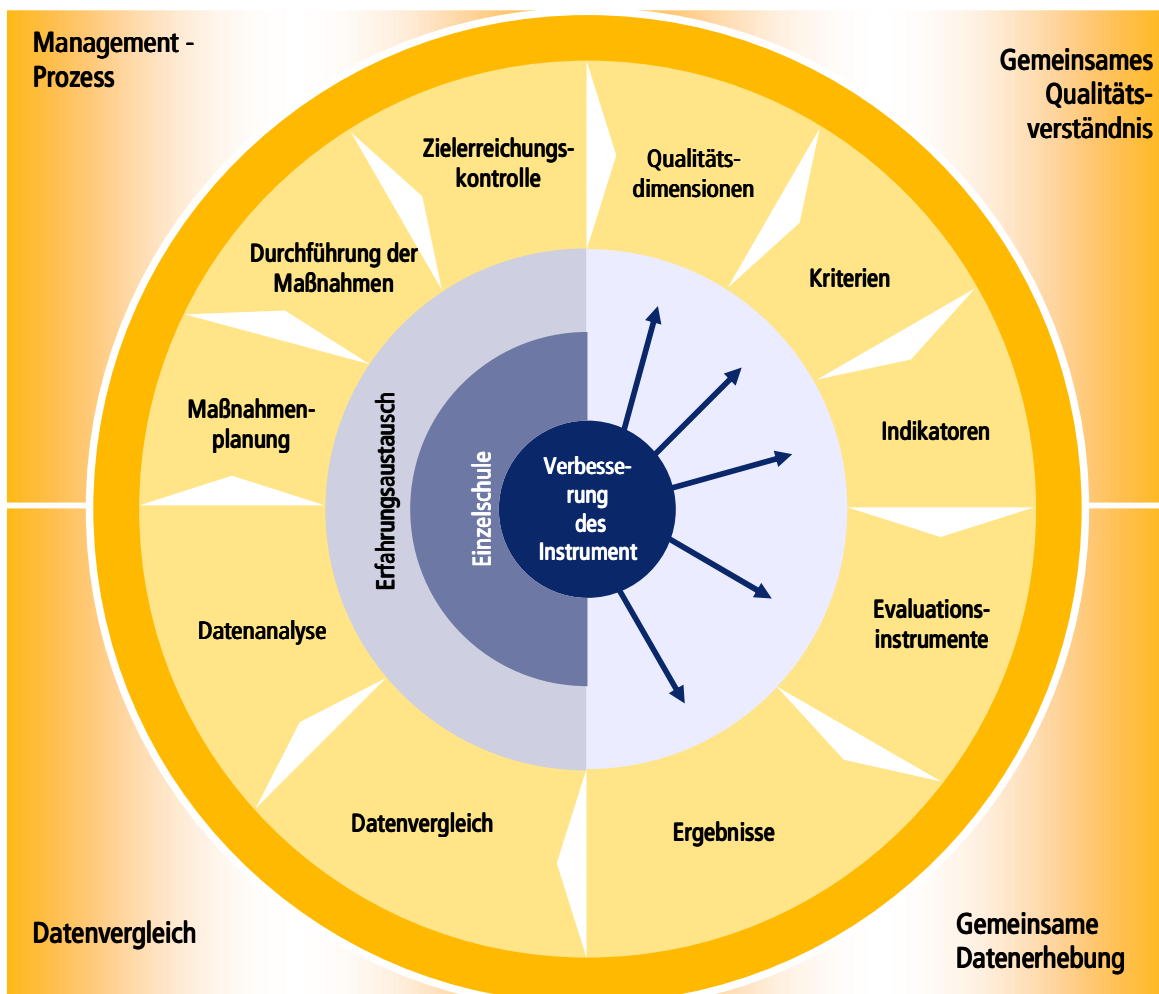 Management -
Prozess
Gemeinsames
Qualitäts-
verständnis
Zielerreichungs-
kontrolle
Qualitäts-
dimensionen
Durchführung der
Maßnahmen
Kriterien
Maßnahmen-
planung
Indikatoren
Erfahrungsaustausch
Einzelschule
Verbesse-
rung
des
Instrument
Datenanalyse
Evaluations-
instrumente
Datenvergleich
Ergebnisse
Datenvergleich
Gemeinsame
Datenerhebung